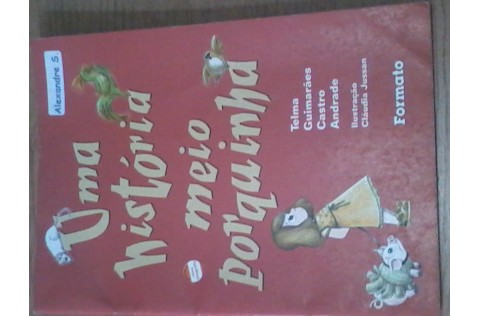 Alexandre S
Uma
história
meio
porquinha
Telma
Guimarães
Castro
Andrade
Ilustração
Cláudia Jussan
Formato